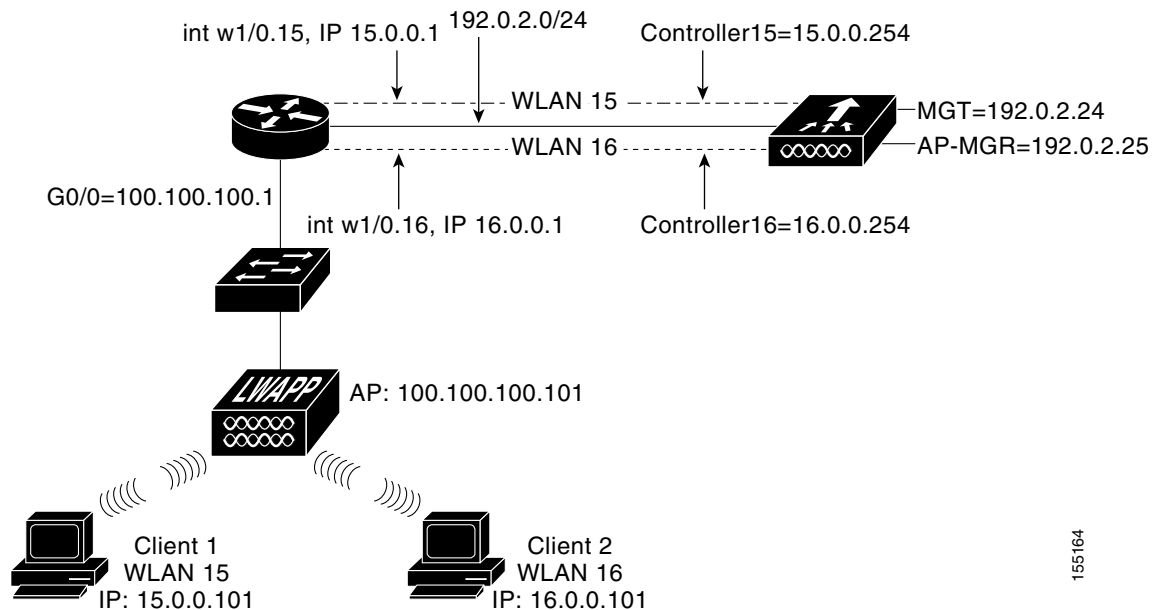 192.0.2.0/24
int w1/0.15, IP 15.0.0.1
Controller15=15.0.0.254
WLAN 15
MGT=192.0.2.24
WLAN 16
AP-MGR=192.0.2.25
G0/0=100.100.100.1
int w1/0.16, IP 16.0.0.1
Controller16=16.0.0.254
LWAPP
AP: 100.100.100.101
Client 1
WLAN 15
IP: 15.0.0.101
Client 2
WLAN 16
IP: 16.0.0.101
155164